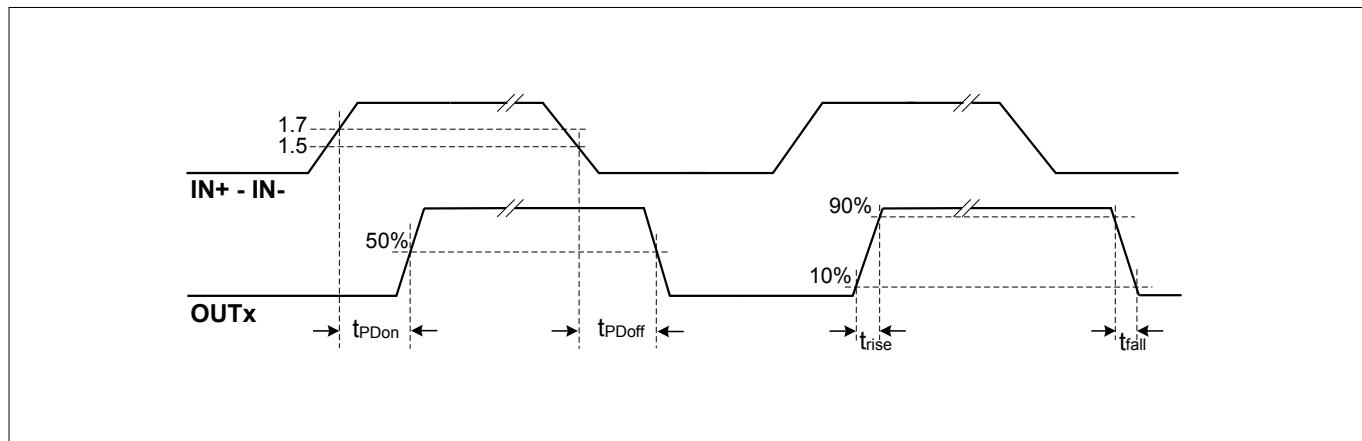 1.7
1.5
IN+ - IN-
50%
OUTx
tPDon
tPDoff
90%
10%
trise
tfall